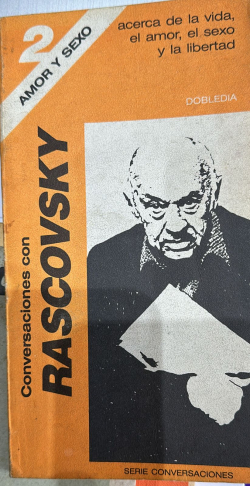 2
AMOR Y SEXO
acerca de la vida,
el amor, el sexo
y la libertad
DOBLEDIA
Conversaciones con
RASCOVSKY
SERIE CONVERSACIONES